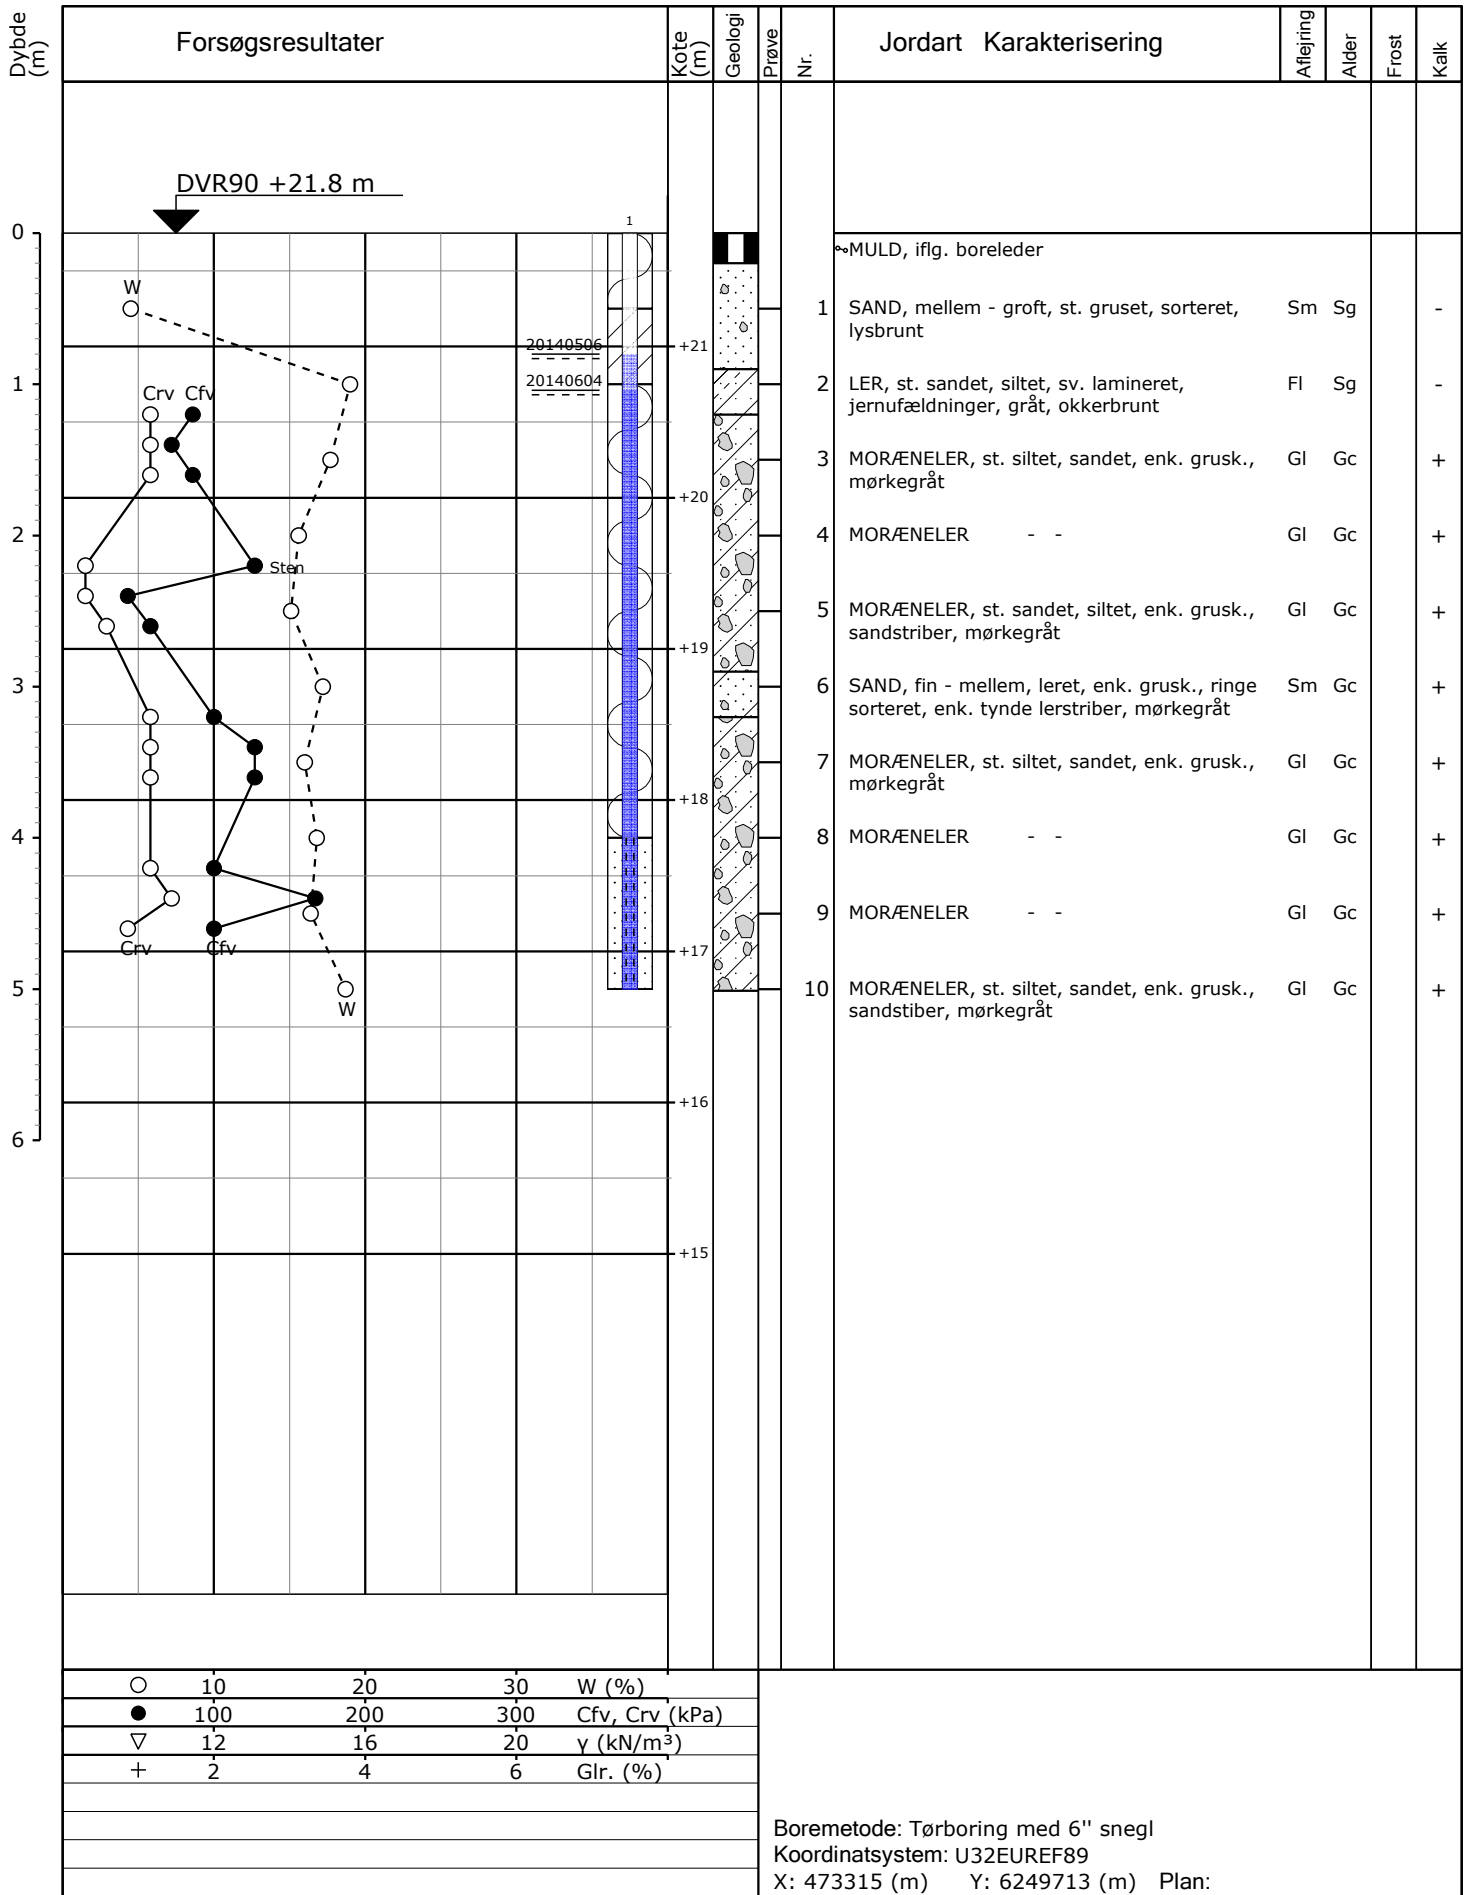 Dybde (m)
Forsøgsresultater
Kote (m)
Geologi
Prøve
Nr.
Jordart Karakterisering
Aflejring
Alder
Frost
Kalk
DVR90 +21.8 m
0
1
MULD, iflg. boreleder
W
1 SAND, mellem - groft, st. gruset, sorteret, Sm Sg -
lysbrunt
20140506
+21
1
20140604
2 LER, st. sandet, siltet, sv. lamineret, Fl Sg -
jernufældninger, gråt, okkerbrunt
Crv Cfv
3 MORÆNELER, st. siltet, sandet, enk. grusk., Gl Gc +
mørkegråt
+20
2
4 MORÆNELER - - Gl Gc +
Sten
5 MORÆNELER, st. sandet, siltet, enk. grusk., Gl Gc +
sandstriber, mørkegråt
+19
3
6 SAND, fin - mellem, leret, enk. grusk., ringe Sm Gc +
sorteret, enk. tynde lerstriber, mørkegråt
7 MORÆNELER, st. siltet, sandet, enk. grusk., Gl Gc +
mørkegråt
+18
4
8 MORÆNELER - - Gl Gc +
9 MORÆNELER - - Gl Gc +
Crv Cfv
+17
5
10 MORÆNELER, st. siltet, sandet, enk. grusk., Gl Gc +
sandstiber, mørkegråt
W
+16
6
+15
10 20 30 W (%)
100 200 300 Cfv, Crv (kPa)
12 16 20 γ (kN/m³)
+ 2 4 6 Glr. (%)
Boremetode: Tørboring med 6'' snegl
Koordinatsystem: U32EUREF89
X: 473315 (m) Y: 6249713 (m) Plan: